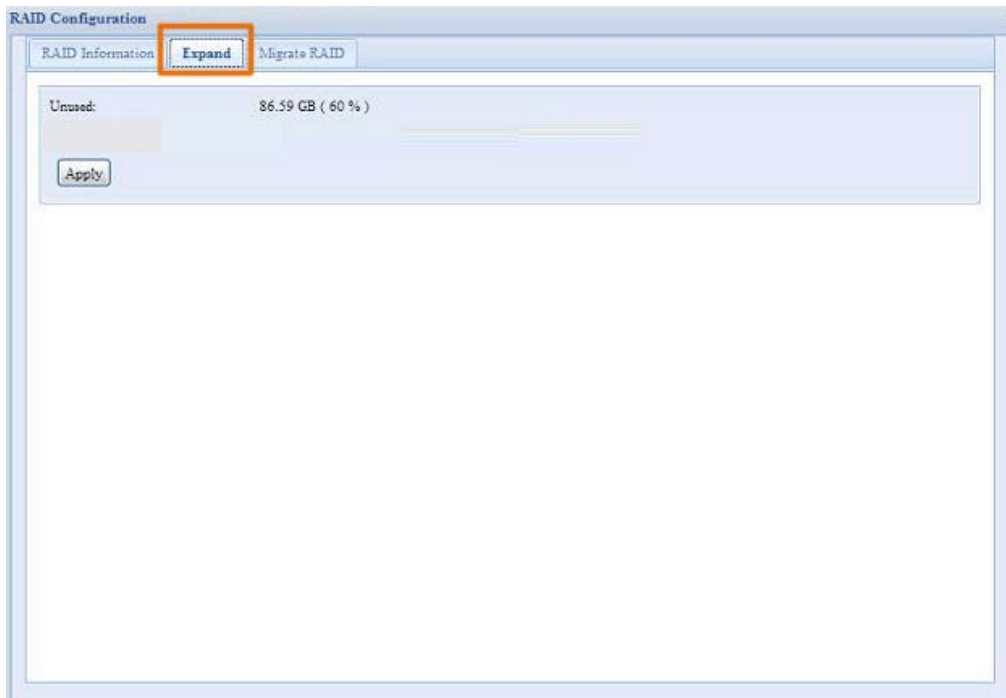 RAID Configuration
RAID Information Expand Migrate RAID
Unused: 86.59 GB ( 60 % )
Apply